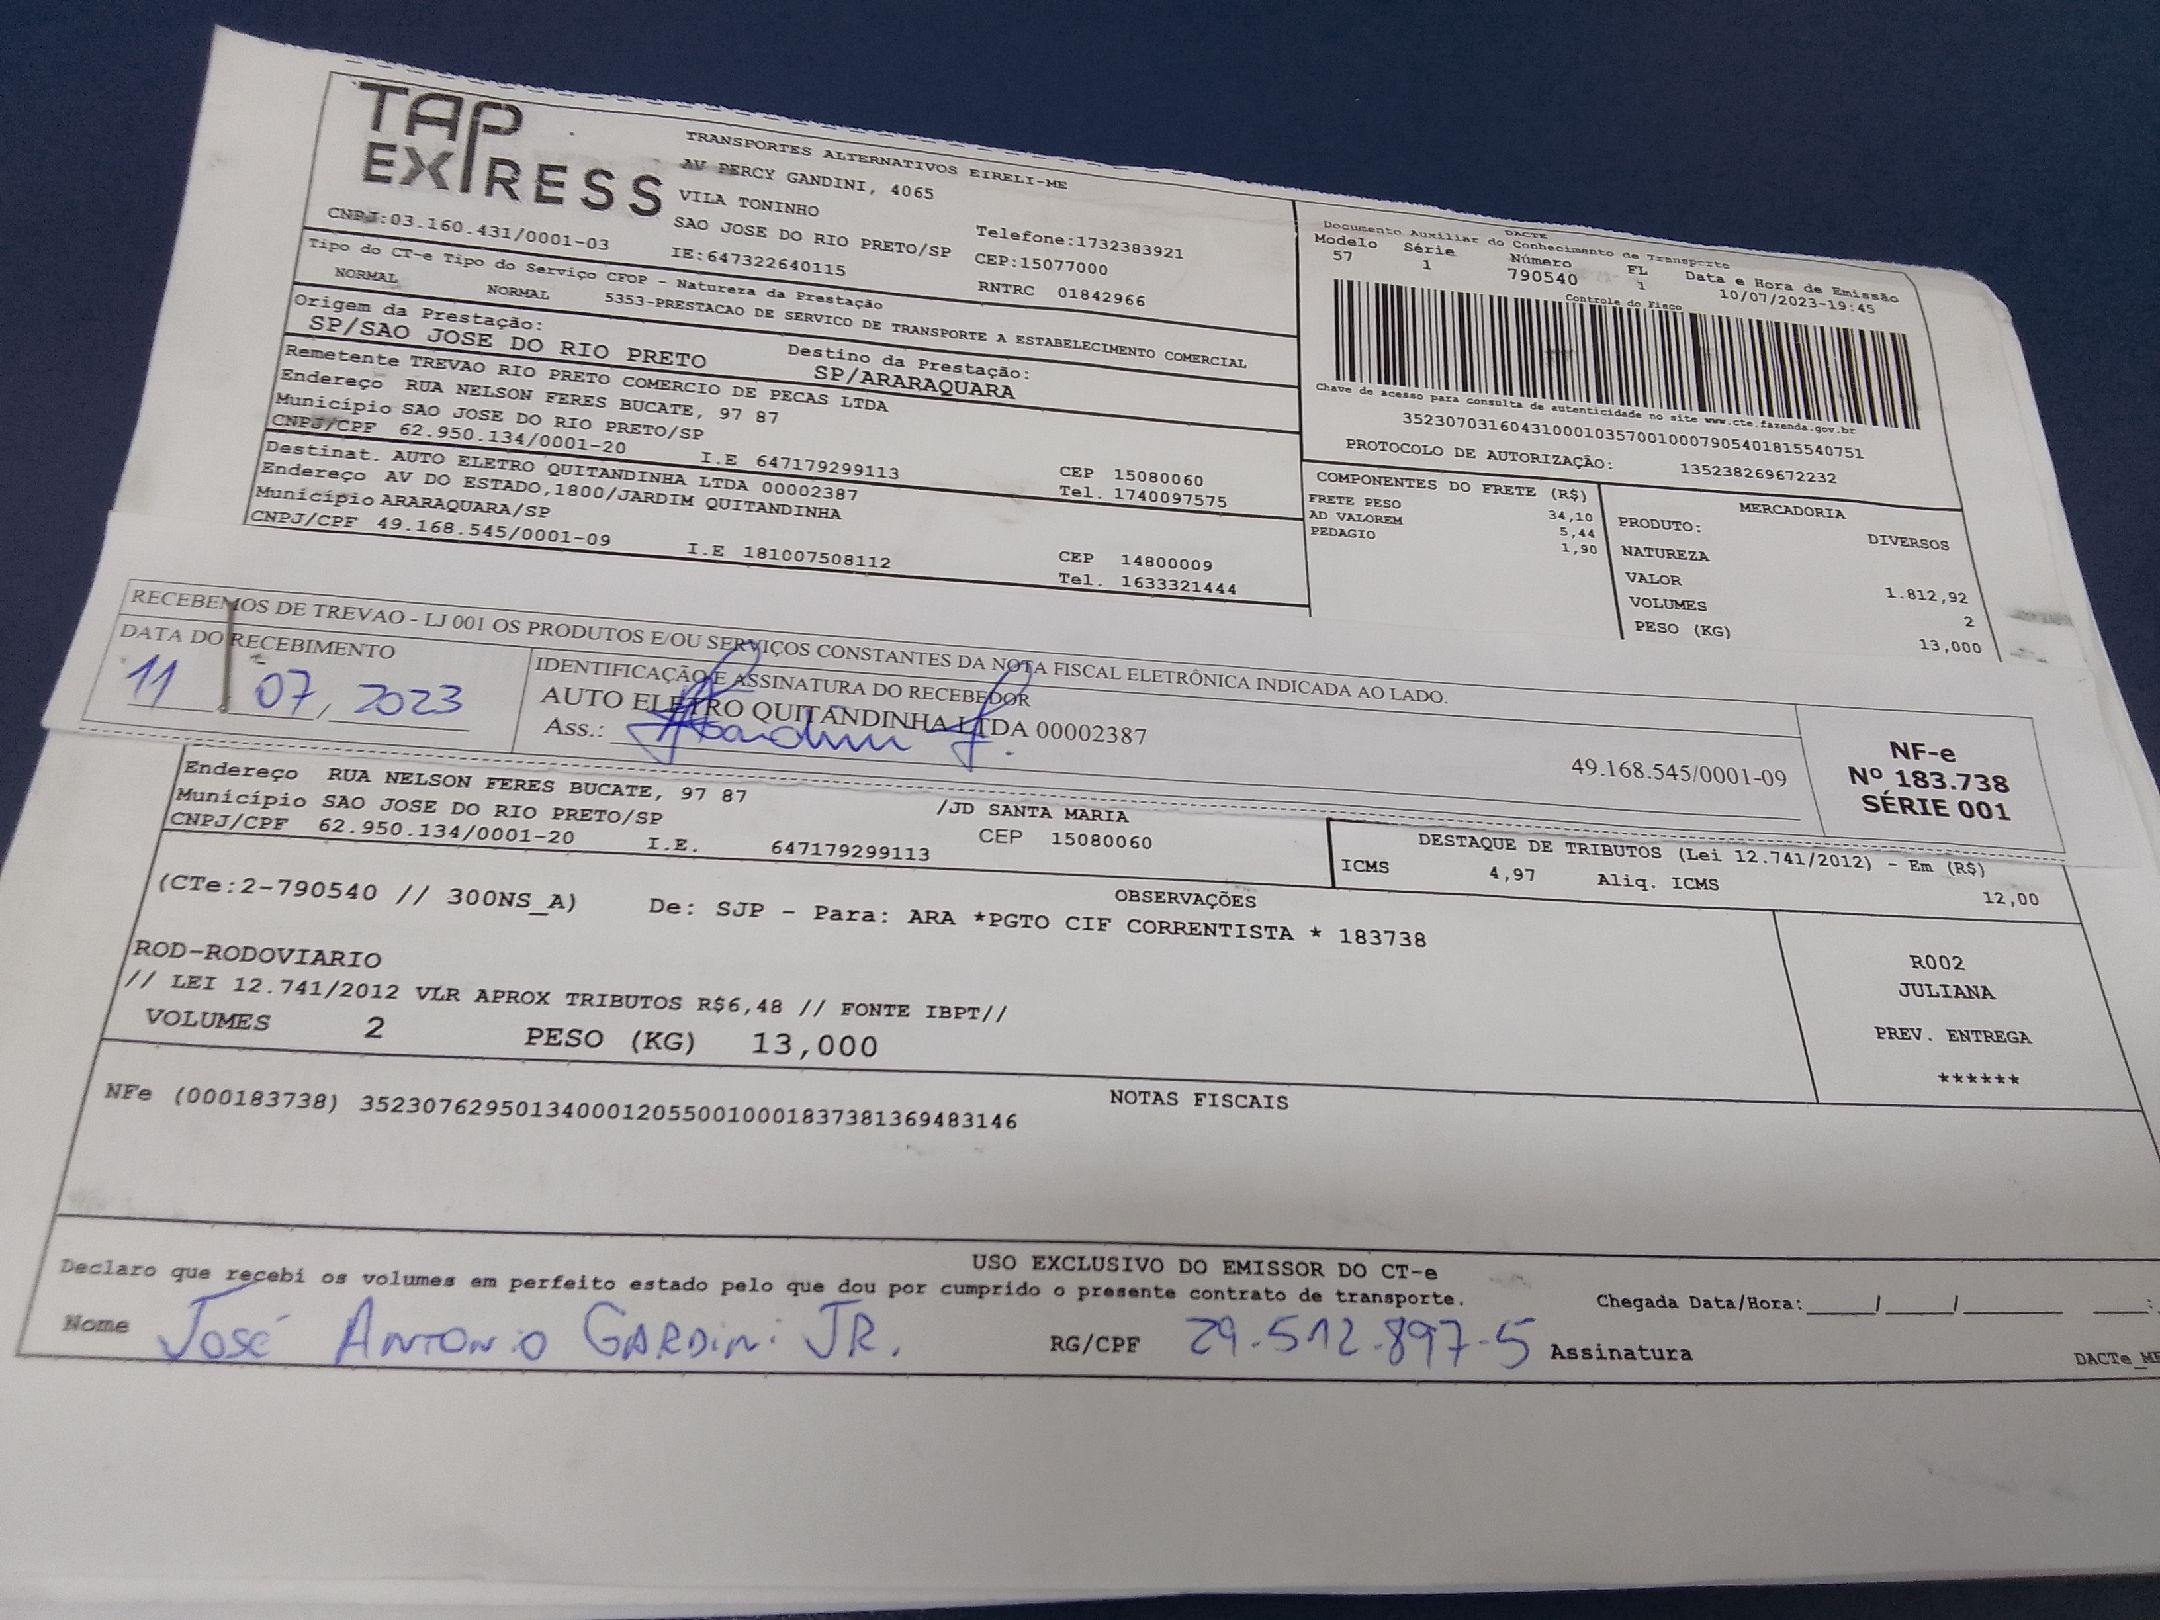 TAP
EXPRESS
TRANSPORTES ALTERNATIVOS EIRELI-ME
AV PERCY GANDINI, 4065
VILA TONINHO
SAO JOSE DO RIO PRETO/SP
Telefone:1732383921
CNPJ:03.160.431/0001-03
IE:647322640115
CEP:15077000
RNTRC 01842966
Tipo do CT-e Tipo do Serviço CFOP - Natureza da Prestação
NORMAL NORMAL 5353-PRESTACAO DE SERVICO DE TRANSPORTE A ESTABELECIMENTO COMERCIAL
Origem da Prestação:
SP/SAO JOSE DO RIO PRETO
Destino da Prestação:
SP/ARARAQUARA
Remetente TREVAO RIO PRETO COMERCIO DE PECAS LTDA
Endereço RUA NELSON FERES BUCATE, 97 87
Município SAO JOSE DO RIO PRETO/SP CEP 15080060
CNPJ/CPF 62.950.134/0001-20 I.E 647179299113 Tel. 1740097575
Destinat. AUTO ELETRO QUITANDINHA LTDA 00002387
Endereço AV DO ESTADO,1800/JARDIM QUITANDINHA
Município ARARAQUARA/SP CEP 14800009
CNPJ/CPF 49.168.545/0001-09 I.E 181007508112 Tel. 1633321444
DACTE
Documento Auxiliar do Conhecimento de Transporte
Modelo Série Número FL Data e Hora de Emissão
57 1 790540 1 10/07/2023-19:45
Controle do Fisco
Chave de acesso para consulta de autenticidade no site www.cte.fazenda.gov.br
35230703160431000103570010007905401815540751
PROTOCOLO DE AUTORIZAÇÃO: 135238269672232
COMPONENTES DO FRETE (R$)
FRETE PESO 34,10
AD VALOREM 5,44
PEDAGIO 1,90
MERCADORIA
PRODUTO: DIVERSOS
NATUREZA
VALOR 1.812,92
VOLUMES 2
PESO (KG) 13,000
RECEBEMOS DE TREVAO - LJ 001 OS PRODUTOS E/OU SERVIÇOS CONSTANTES DA NOTA FISCAL ELETRÔNICA INDICADA AO LADO.
DATA DO RECEBIMENTO
11 07, 2023
IDENTIFICAÇÃO E ASSINATURA DO RECEBEDOR
AUTO ELETRO QUITANDINHA LTDA 00002387
Ass.:
49.168.545/0001-09
NF-e
Nº 183.738
SÉRIE 001
Endereço RUA NELSON FERES BUCATE, 97 87 /JD SANTA MARIA
Município SAO JOSE DO RIO PRETO/SP CEP 15080060
CNPJ/CPF 62.950.134/0001-20 I.E. 647179299113
DESTAQUE DE TRIBUTOS (Lei 12.741/2012) - Em (R$)
ICMS 4,97 Aliq. ICMS 12,00
OBSERVAÇÕES
(CTe:2-790540 // 300NS_A) De: SJP - Para: ARA *PGTO CIF CORRENTISTA * 183738
ROD-RODOVIARIO
// LEI 12.741/2012 VLR APROX TRIBUTOS R$6,48 // FONTE IBPT//
VOLUMES 2 PESO (KG) 13,000
R002
JULIANA
PREV. ENTREGA
******
NOTAS FISCAIS
NFe (000183738) 35230762950134000120550010001837381369483146
USO EXCLUSIVO DO EMISSOR DO CT-e
Declaro que recebi os volumes em perfeito estado pelo que dou por cumprido o presente contrato de transporte.
Chegada Data/Hora:____/____/______ ____:
Nome JOSÉ ANTONIO GARDINI JR. RG/CPF 29.512.897-5 Assinatura